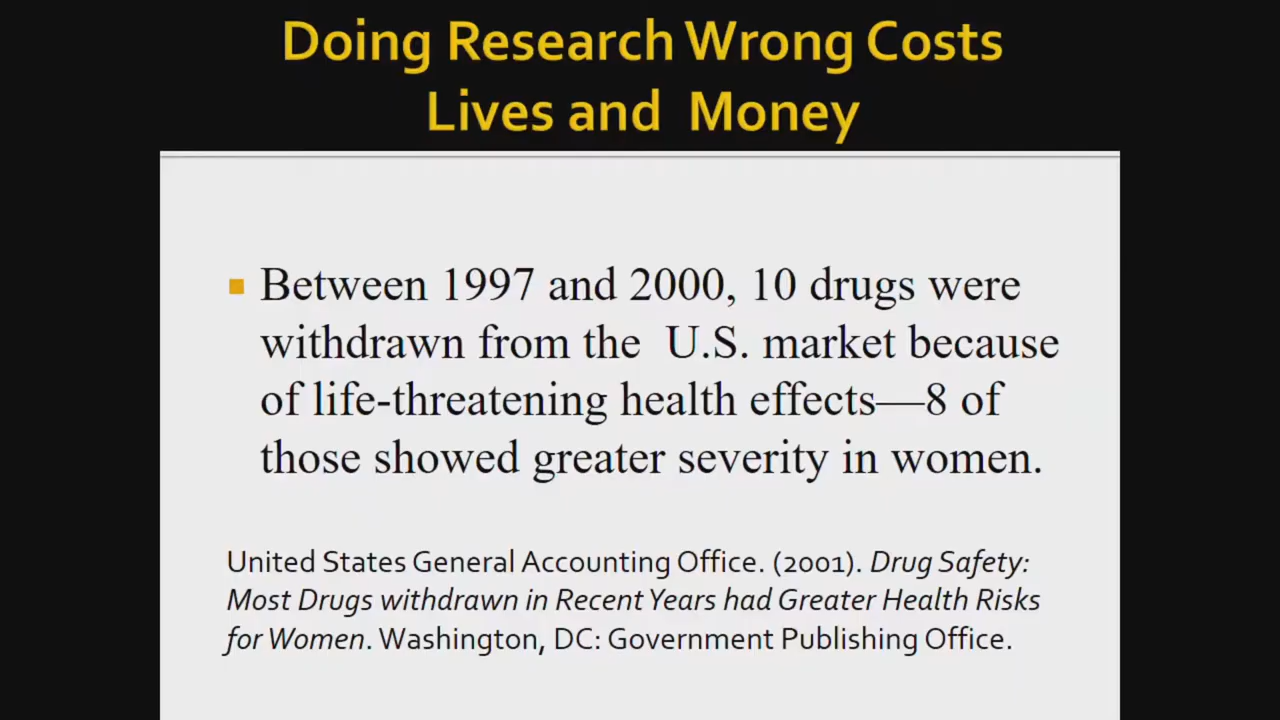 Doing Research Wrong Costs
Lives and Money
Between 1997 and 2000, 10 drugs were
withdrawn from the U.S. market because
of life-threatening health effects—8 of
those showed greater severity in women.
United States General Accounting Office. (2001). Drug Safety:
Most Drugs withdrawn in Recent Years had Greater Health Risks
for Women. Washington, DC: Government Publishing Office.